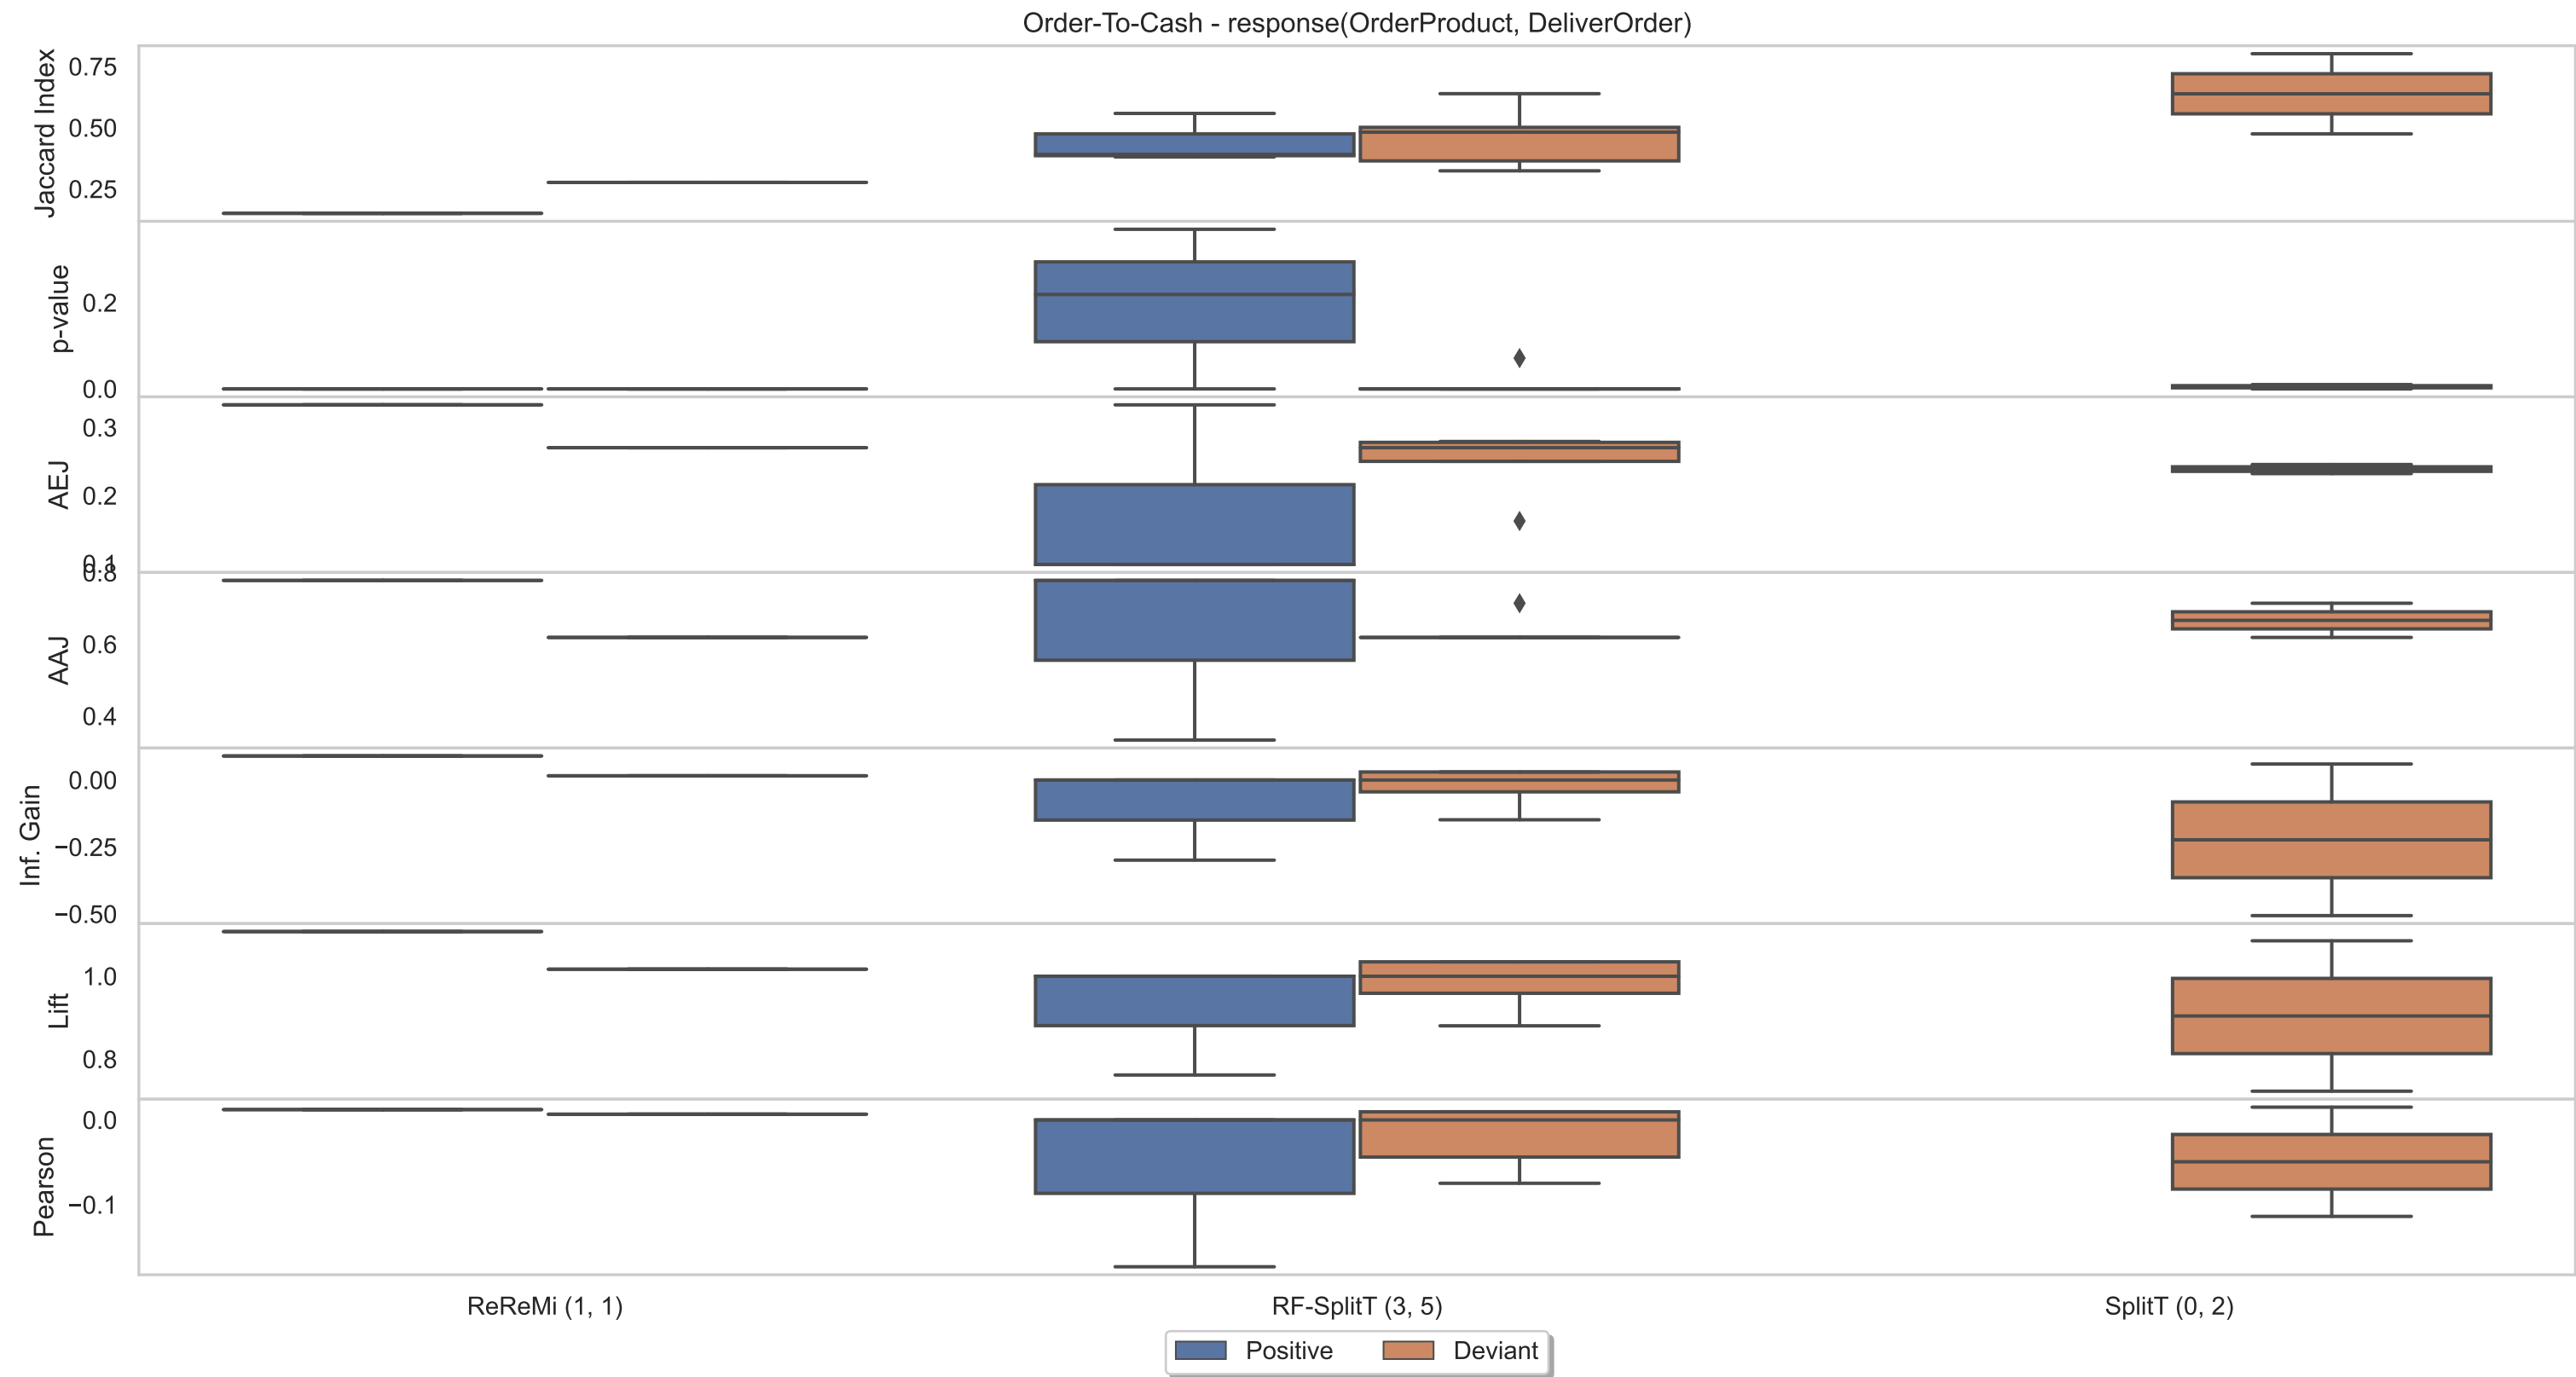 Order-To-Cash - response(OrderProduct, DeliverOrder)
Jaccard Index
0.75
0.50
0.25
p-value
0.2
0.0
AEJ
0.3
0.2
0.1
AAJ
0.8
0.6
0.4
Inf. Gain
0.00
−0.25
−0.50
Lift
1.0
0.8
Pearson
0.0
−0.1
ReReMi (1, 1)
RF-SplitT (3, 5)
SplitT (0, 2)
Positive
Deviant